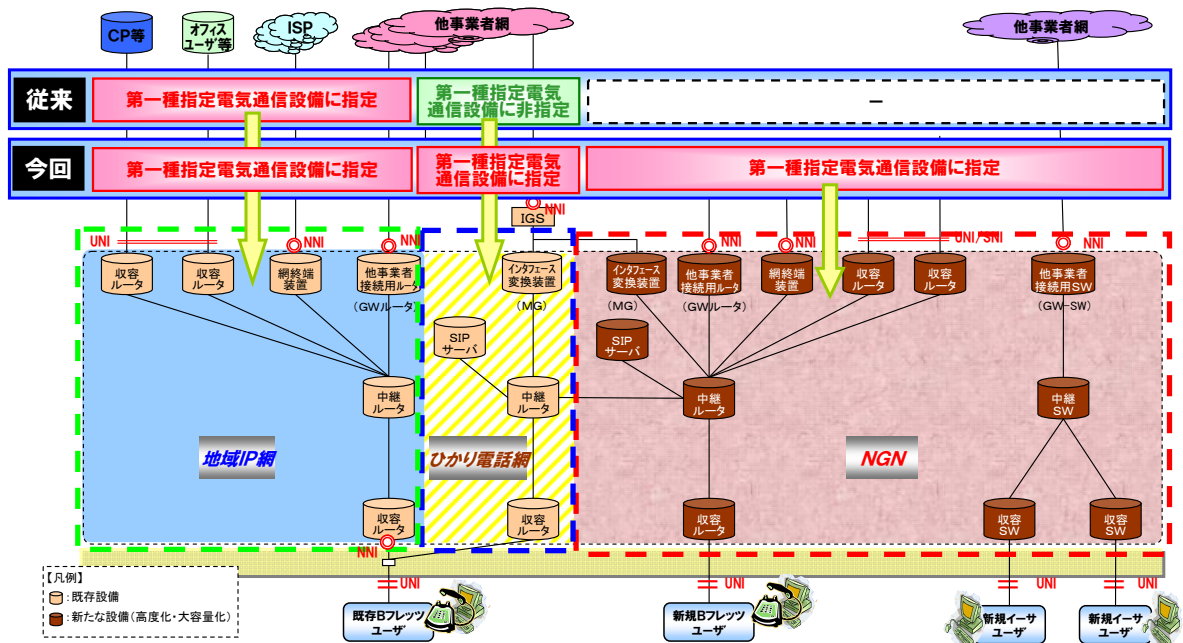 CP等
オフィス
ユーザ等
ISP
他事業者網
他事業者網
従来
第一種指定電気通信設備に指定
第一種指定電気
通信設備に非指定
－
今回
第一種指定電気通信設備に指定
第一種指定電気
通信設備に指定
第一種指定電気通信設備に指定
IGS
NNI
UNI
NNI
NNI
NNI
NNI
UNI/SNI
NNI
収容
ルータ
収容
ルータ
網終端
装置
他事業者
接続用ルータ
(GWルータ)
インタフェース
変換装置
(MG)
インタフェース
変換装置
(MG)
他事業者
接続用ルータ
(GWルータ)
網終端
装置
収容
ルータ
収容
ルータ
他事業者
接続用SW
(GW-SW)
SIP
サーバ
SIP
サーバ
中継
ルータ
中継
ルータ
中継
ルータ
中継
SW
地域IP網
ひかり電話網
NGN
収容
ルータ
収容
ルータ
収容
ルータ
収容
SW
収容
SW
NNI
UNI
UNI
UNI
UNI
【凡例】
:既存設備
:新たな設備(高度化・大容量化)
既存Bフレッツ
ユーザ
新規Bフレッツ
ユーザ
新規イーサ
ユーザ
新規イーサ
ユーザ